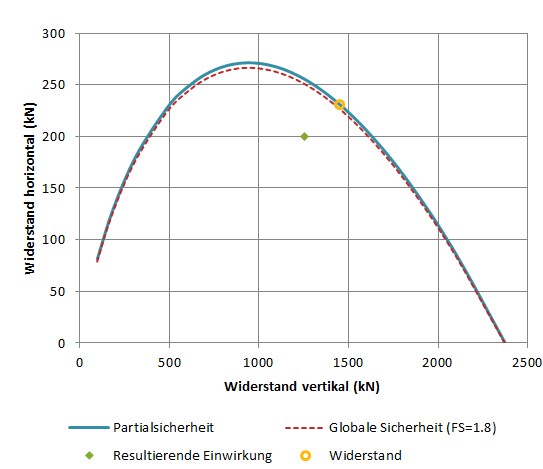 300
250
200
150
100
50
0
Widerstand horizontal (kN)
0 500 1000 1500 2000 2500
Widerstand vertikal (kN)
Partialsicherheit
Globale Sicherheit (FS=1.8)
Resultierende Einwirkung
Widerstand